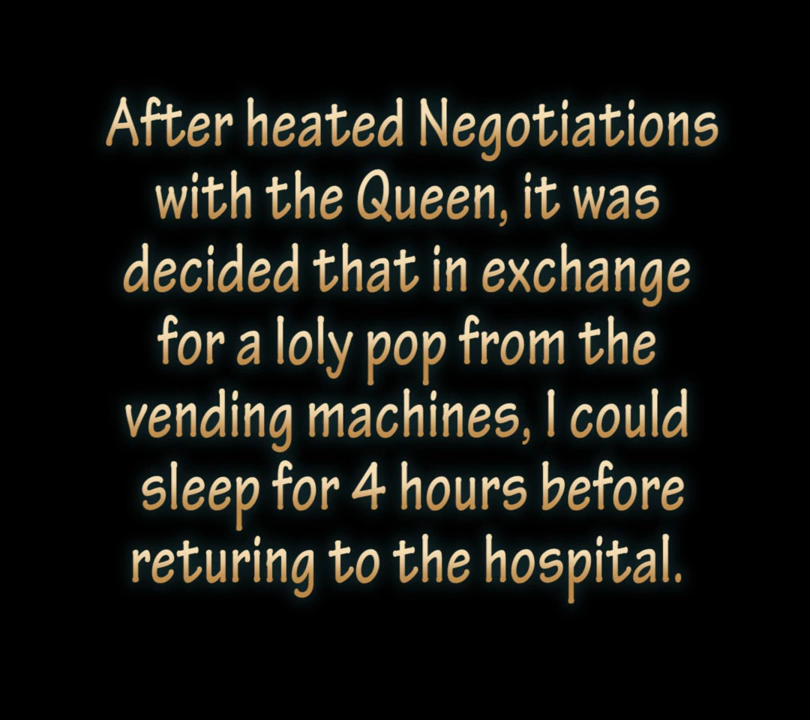 After heated Negotiations
with the Queen, it was
decided that in exchange
for a loly pop from the
vending machines, I could
sleep for 4 hours before
returing to the hospital.